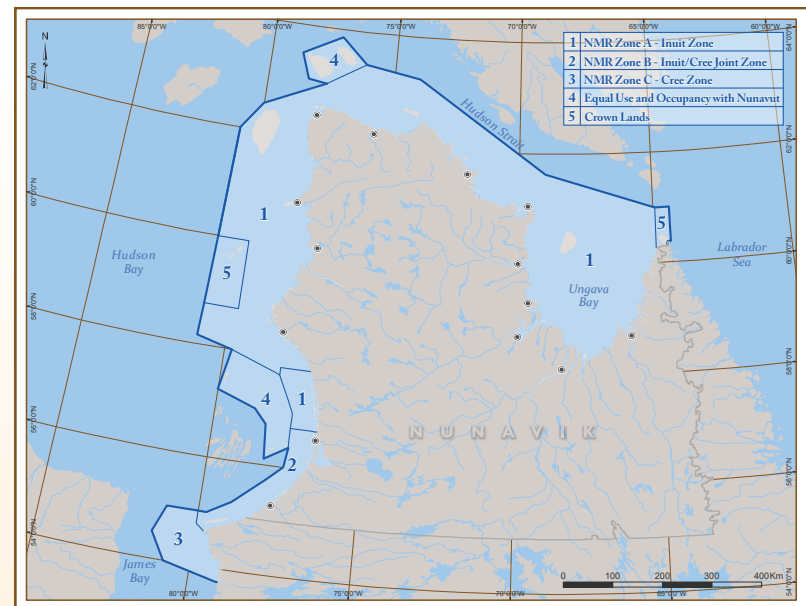 85°0'0"W
80°0'0"W
75°0'0"W
70°0'0"W
65°0'0"W
60°0'0"W
N
64°0'0"N
62°0'0"N
4
1 NMR Zone A - Inuit Zone
2 NMR Zone B - Inuit/Cree Joint Zone
3 NMR Zone C - Cree Zone
4 Equal Use and Occupancy with Nunavut
5 Crown Lands
Hudson Strait
62°0'0"N
60°0'0"N
1
5
Hudson
Bay
5
1
Ungava
Bay
Labrador
Sea
60°0'0"N
58°0'0"N
58°0'0"N
4
1
NUNAVIK
56°0'0"N
2
56°0'0"N
3
54°0'0"N
James
Bay
0 100 200 300 400 Km
54°0'0"N
80°0'0"W
75°0'0"W
70°0'0"W
65°0'0"W